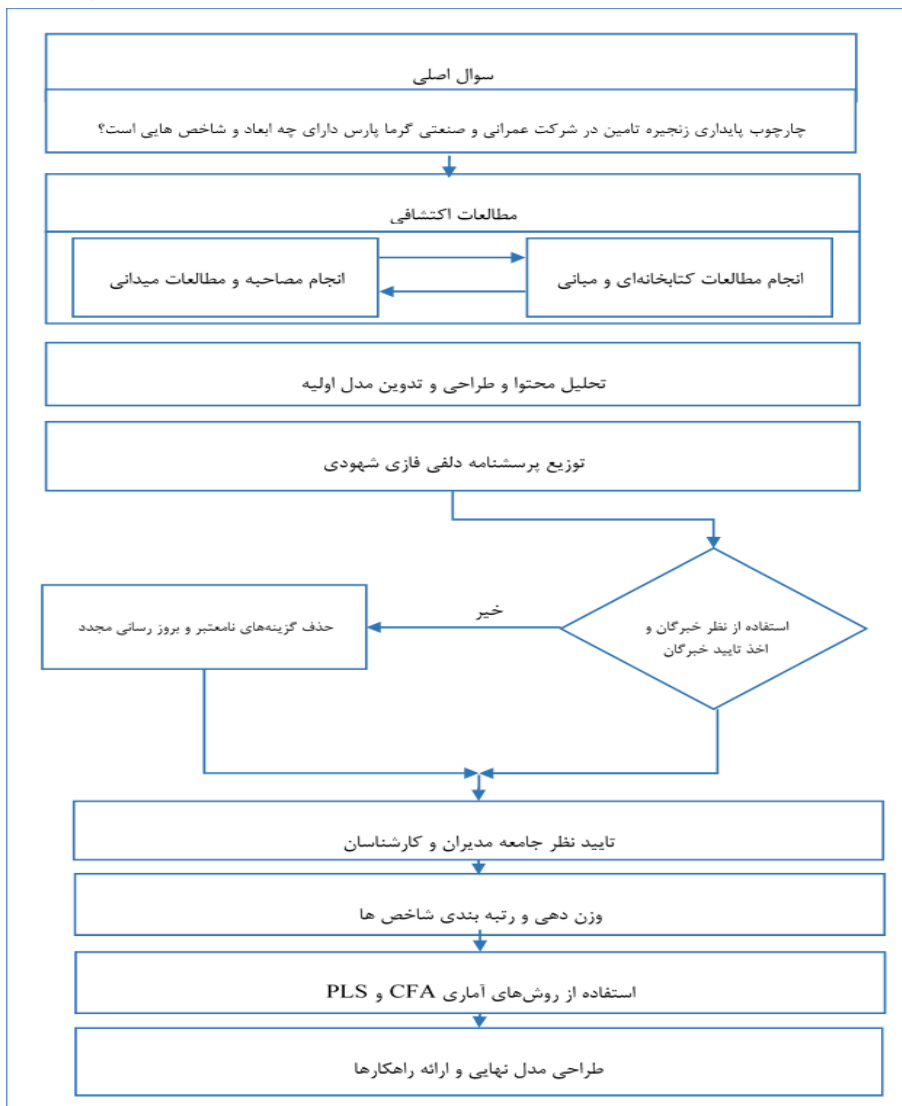 سوال اصلی
چارچوب پایداری زنجیره تامین در شرکت عمرانی و صنعتی گرما پارس دارای چه ابعاد و شاخص هایی است؟
مطالعات اکتشافی
انجام مطالعات کتابخانه‌ای و مبانی
انجام مصاحبه و مطالعات میدانی
تحلیل محتوا و طراحی و تدوین مدل اولیه
توزیع پرسشنامه دلفی فازی شهودی
استفاده از نظر خبرگان و
اخذ تایید خبرگان
خیر
حذف گزینه‌های نامعتبر و بروز رسانی مجدد
تایید نظر جامعه مدیران و کارشناسان
وزن دهی و رتبه بندی شاخص ها
استفاده از روش‌های آماری CFA و PLS
طراحی مدل نهایی و ارائه راهکارها